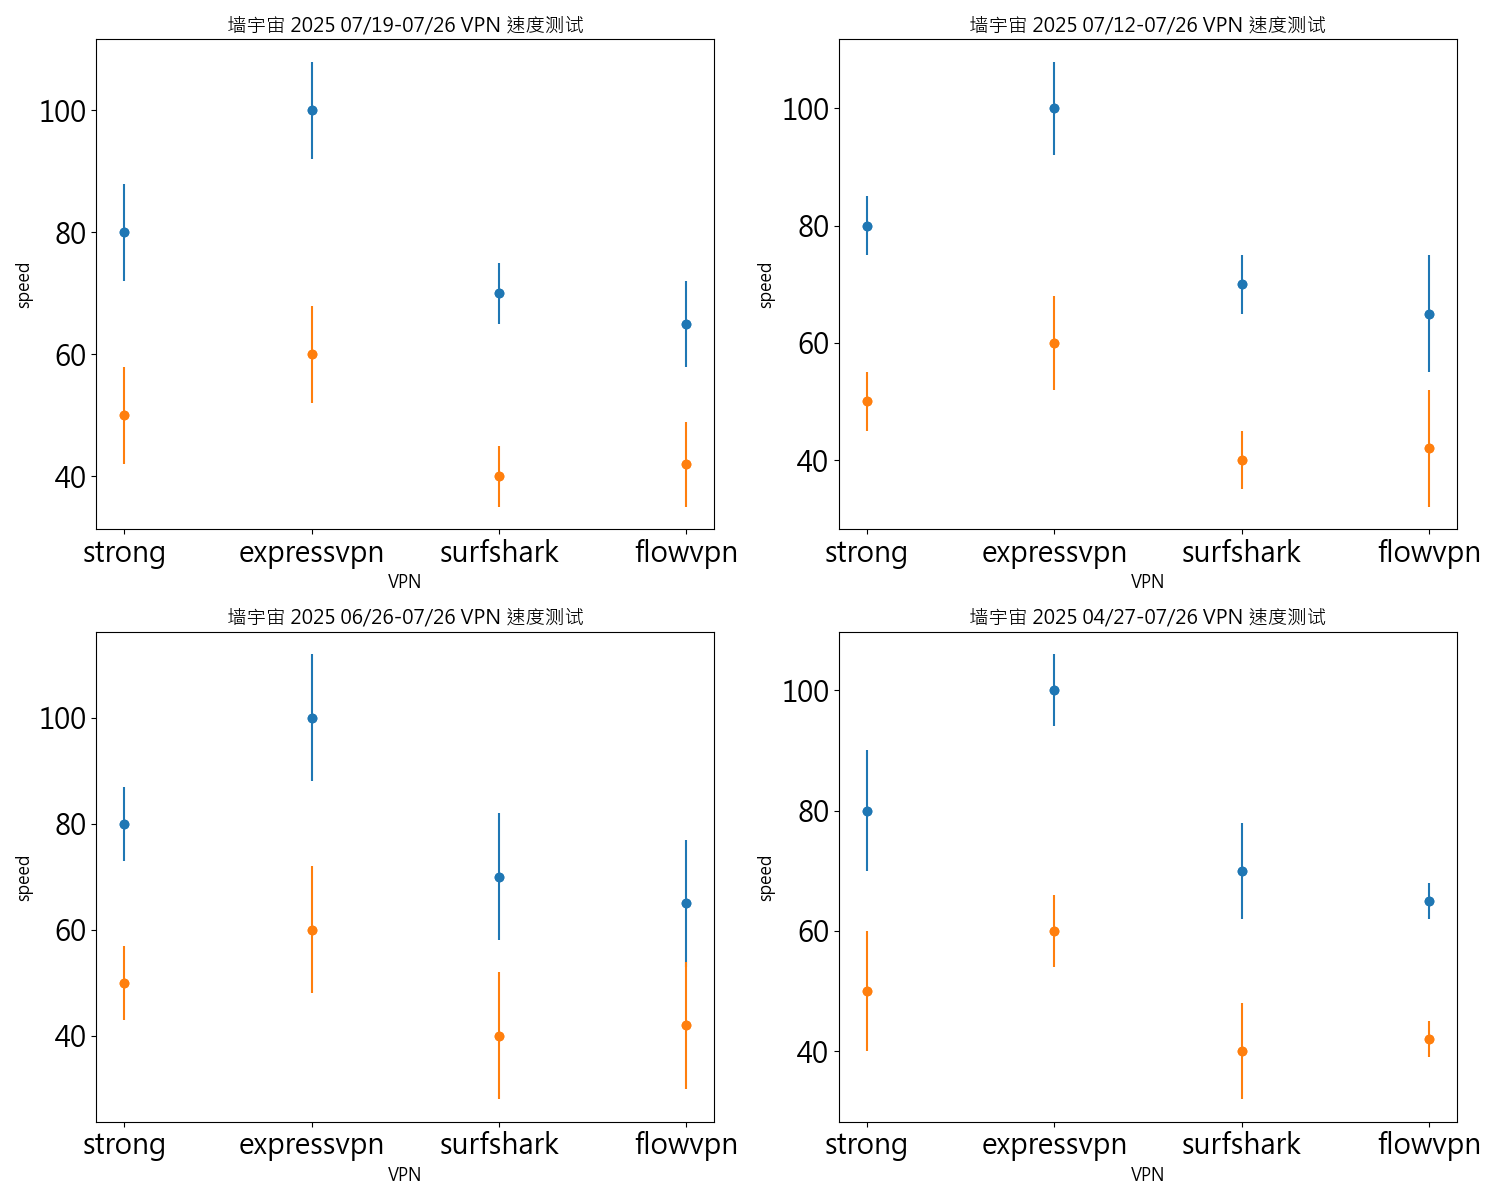 墙宇宙 2025 07/19-07/26 VPN 速度测试
100
80
60
40
speed
strong expressvpn surfshark flowvpn
VPN
墙宇宙 2025 07/12-07/26 VPN 速度测试
100
80
60
40
speed
strong expressvpn surfshark flowvpn
VPN
墙宇宙 2025 06/26-07/26 VPN 速度测试
100
80
60
40
speed
strong expressvpn surfshark flowvpn
VPN
墙宇宙 2025 04/27-07/26 VPN 速度测试
100
80
60
40
speed
strong expressvpn surfshark flowvpn
VPN